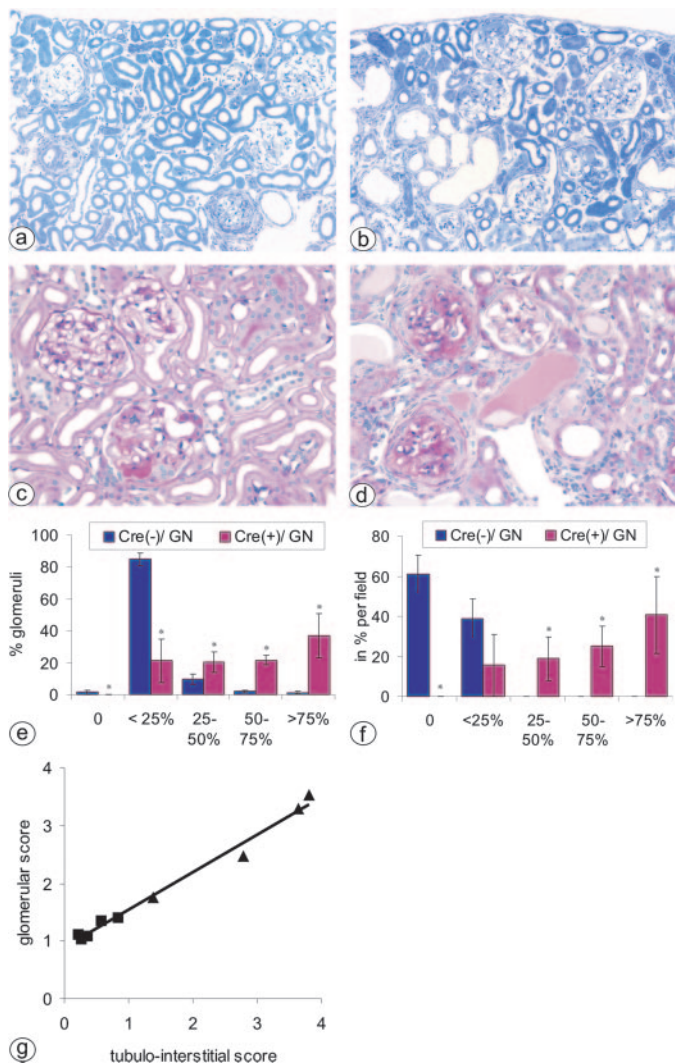 a
b
c
d
Cre(-)/ GN Cre(+)/ GN
% glomeruli
100
80
60
40
20
0
* * * * *
0 < 25% 25- 50- >75%
50% 75%
e
Cre(-)/ GN Cre(+)/ GN
in % per field
80
60
40
20
0
* * * *
0 <25% 25- 50- >75%
50% 75%
f
glomerular score
4
3
2
1
0
0 1 2 3 4
tubulo-interstitial score
g